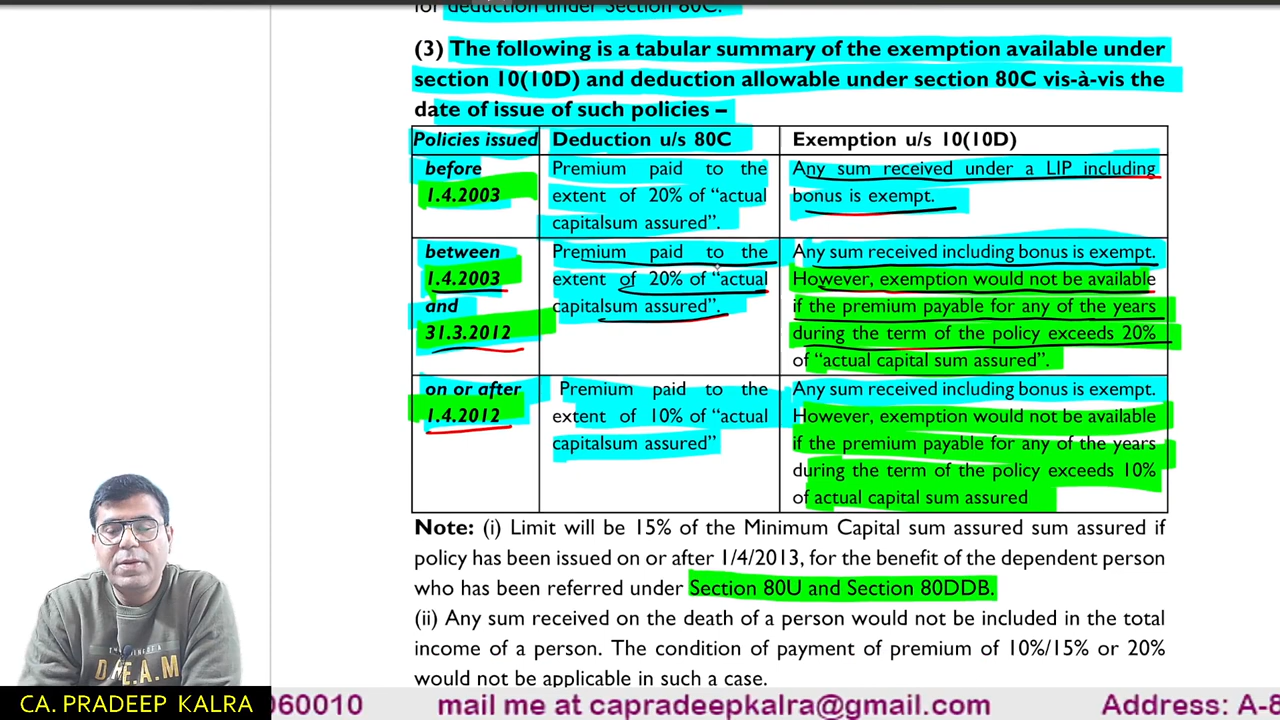 for deduction under Section 80C.
(3) The following is a tabular summary of the exemption available under
section 10(10D) and deduction allowable under section 80C vis-à-vis the
date of issue of such policies –
Policies issued
Deduction u/s 80C
Exemption u/s 10(10D)
before
1.4.2003
Premium paid to the
extent of 20% of “actual
capitalsum assured”.
Any sum received under a LIP including
bonus is exempt.
between
1.4.2003
and
31.3.2012
Premium paid to the
extent of 20% of “actual
capitalsum assured”.
Any sum received including bonus is exempt.
However, exemption would not be available
if the premium payable for any of the years
during the term of the policy exceeds 20%
of “actual capital sum assured”.
on or after
1.4.2012
Premium paid to the
extent of 10% of “actual
capitalsum assured”
Any sum received including bonus is exempt.
However, exemption would not be available
if the premium payable for any of the years
during the term of the policy exceeds 10%
of actual capital sum assured
Note: (i) Limit will be 15% of the Minimum Capital sum assured sum assured if
policy has been issued on or after 1/4/2013, for the benefit of the dependent person
who has been referred under Section 80U and Section 80DDB.
(ii) Any sum received on the death of a person would not be included in the total
income of a person. The condition of payment of premium of 10%/15% or 20%
would not be applicable in such a case.
CA. PRADEEP KALRA
060010 mail me at capradeepkalra@gmail.com Address: A-8